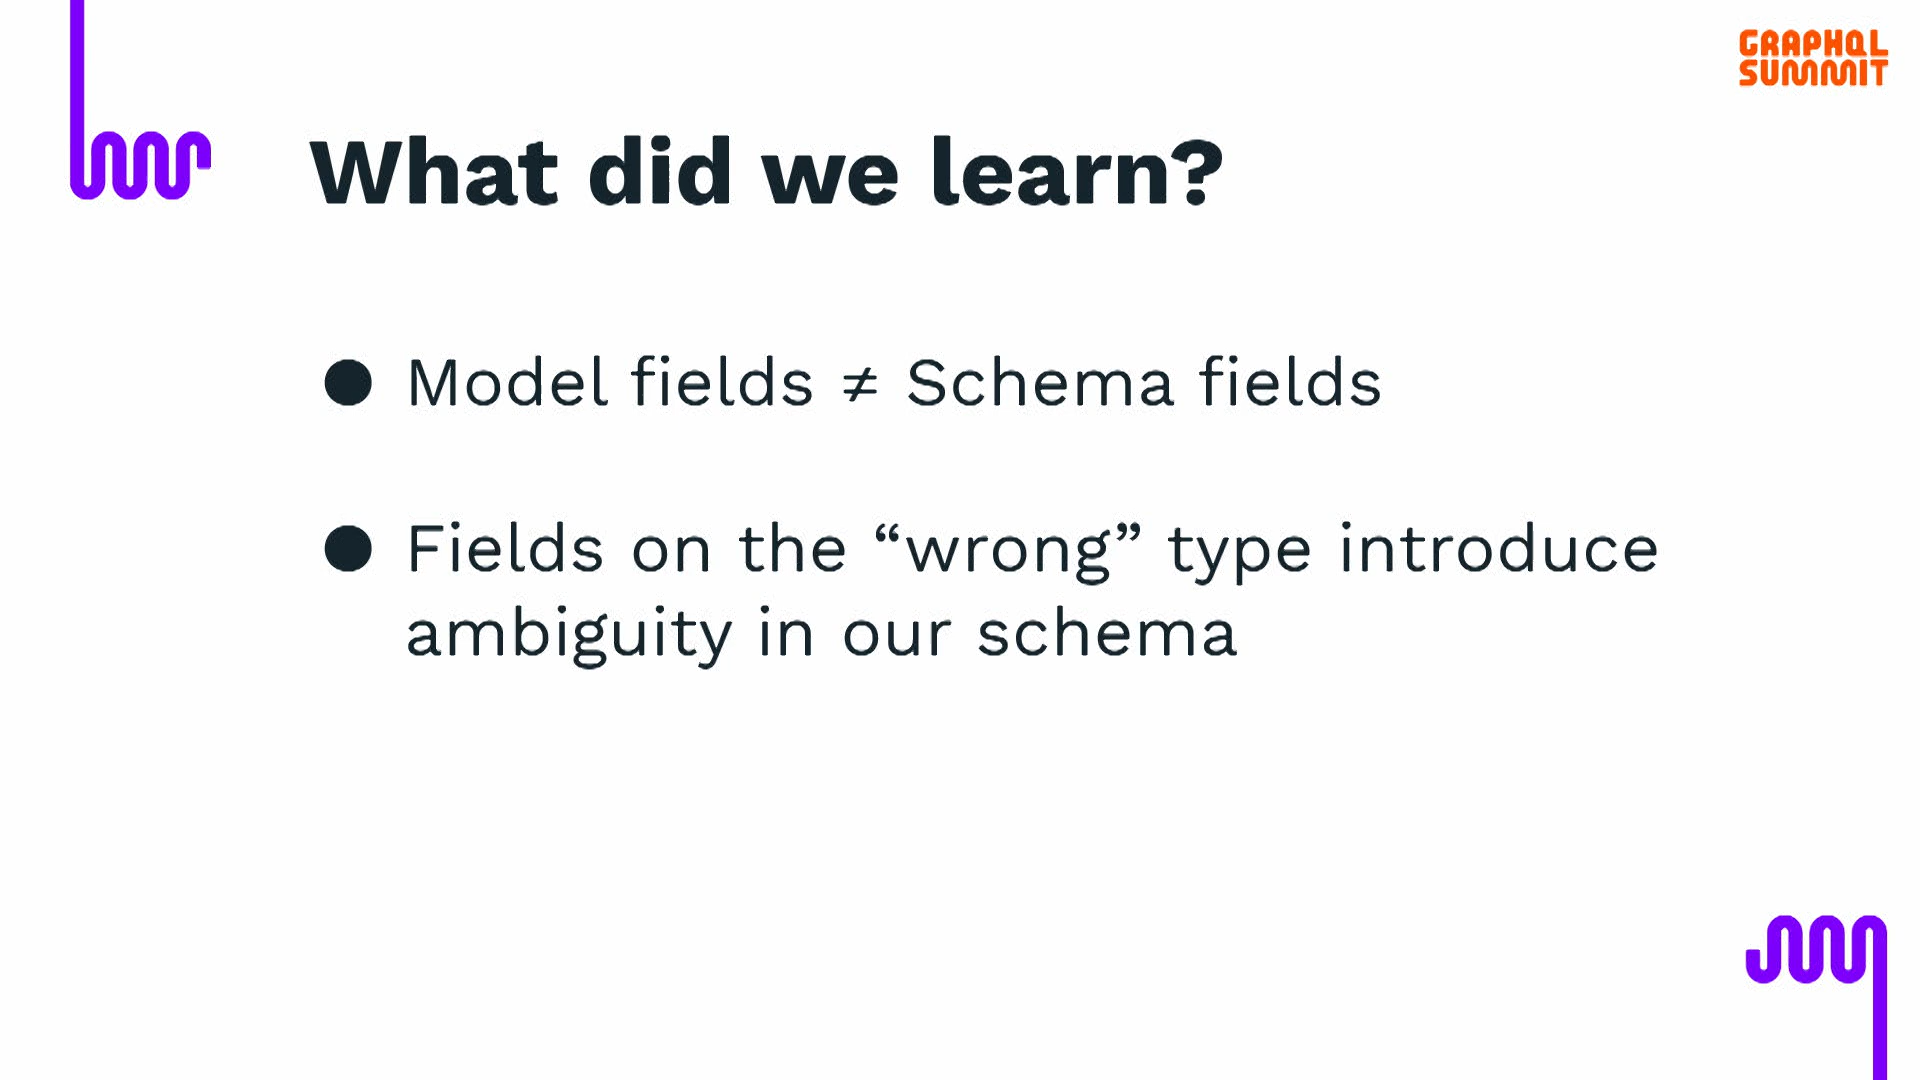 GRAPHQL
SUMMIT
What did we learn?
● Model fields ≠ Schema fields
● Fields on the “wrong” type introduce
ambiguity in our schema